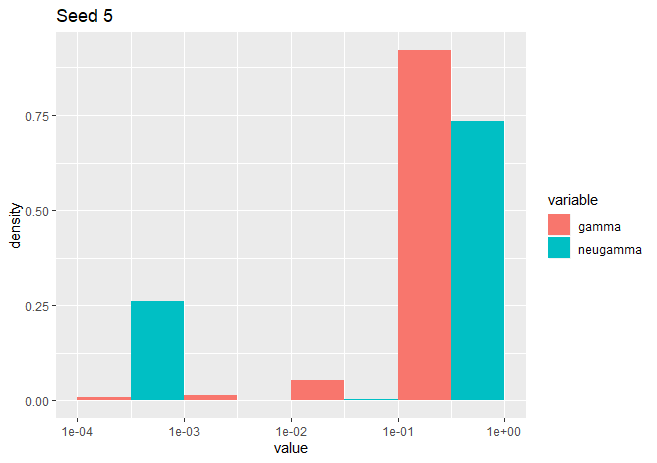 Seed 5
density
0.75
0.50
0.25
0.00
1e-04 1e-03 1e-02 1e-01 1e+00
value
variable
gamma
neugamma